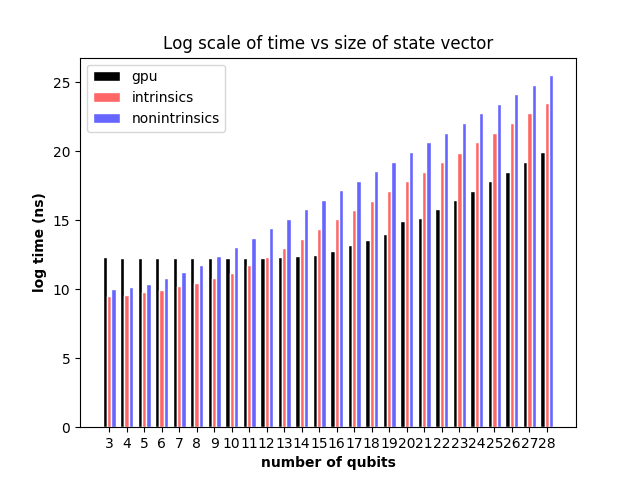 Log scale of time vs size of state vector
gpu
intrinsics
nonintrinsics
log time (ns)
25
20
15
10
5
0
3 4 5 6 7 8 9 10 11 12 13 14 15 16 17 18 19 20 21 22 23 24 25 26 27 28
number of qubits